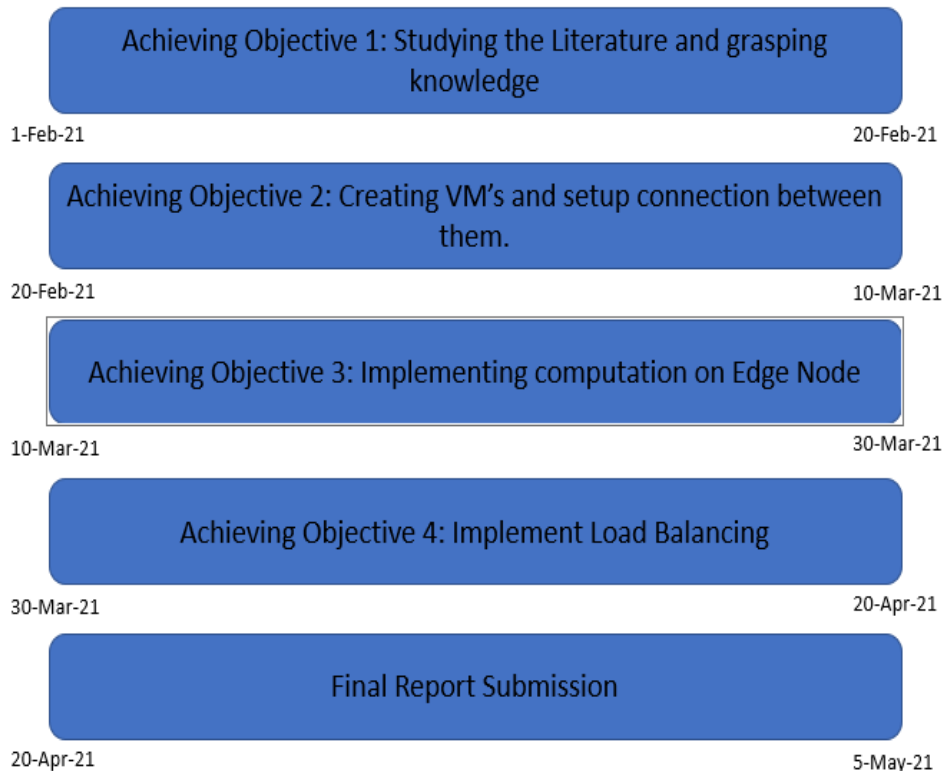 Achieving Objective 1: Studying the Literature and grasping
knowledge
1-Feb-21
20-Feb-21
Achieving Objective 2: Creating VM's and setup connection between
them.
20-Feb-21
10-Mar-21
Achieving Objective 3: Implementing computation on Edge Node
10-Mar-21
30-Mar-21
Achieving Objective 4: Implement Load Balancing
30-Mar-21
20-Apr-21
Final Report Submission
20-Apr-21
5-May-21